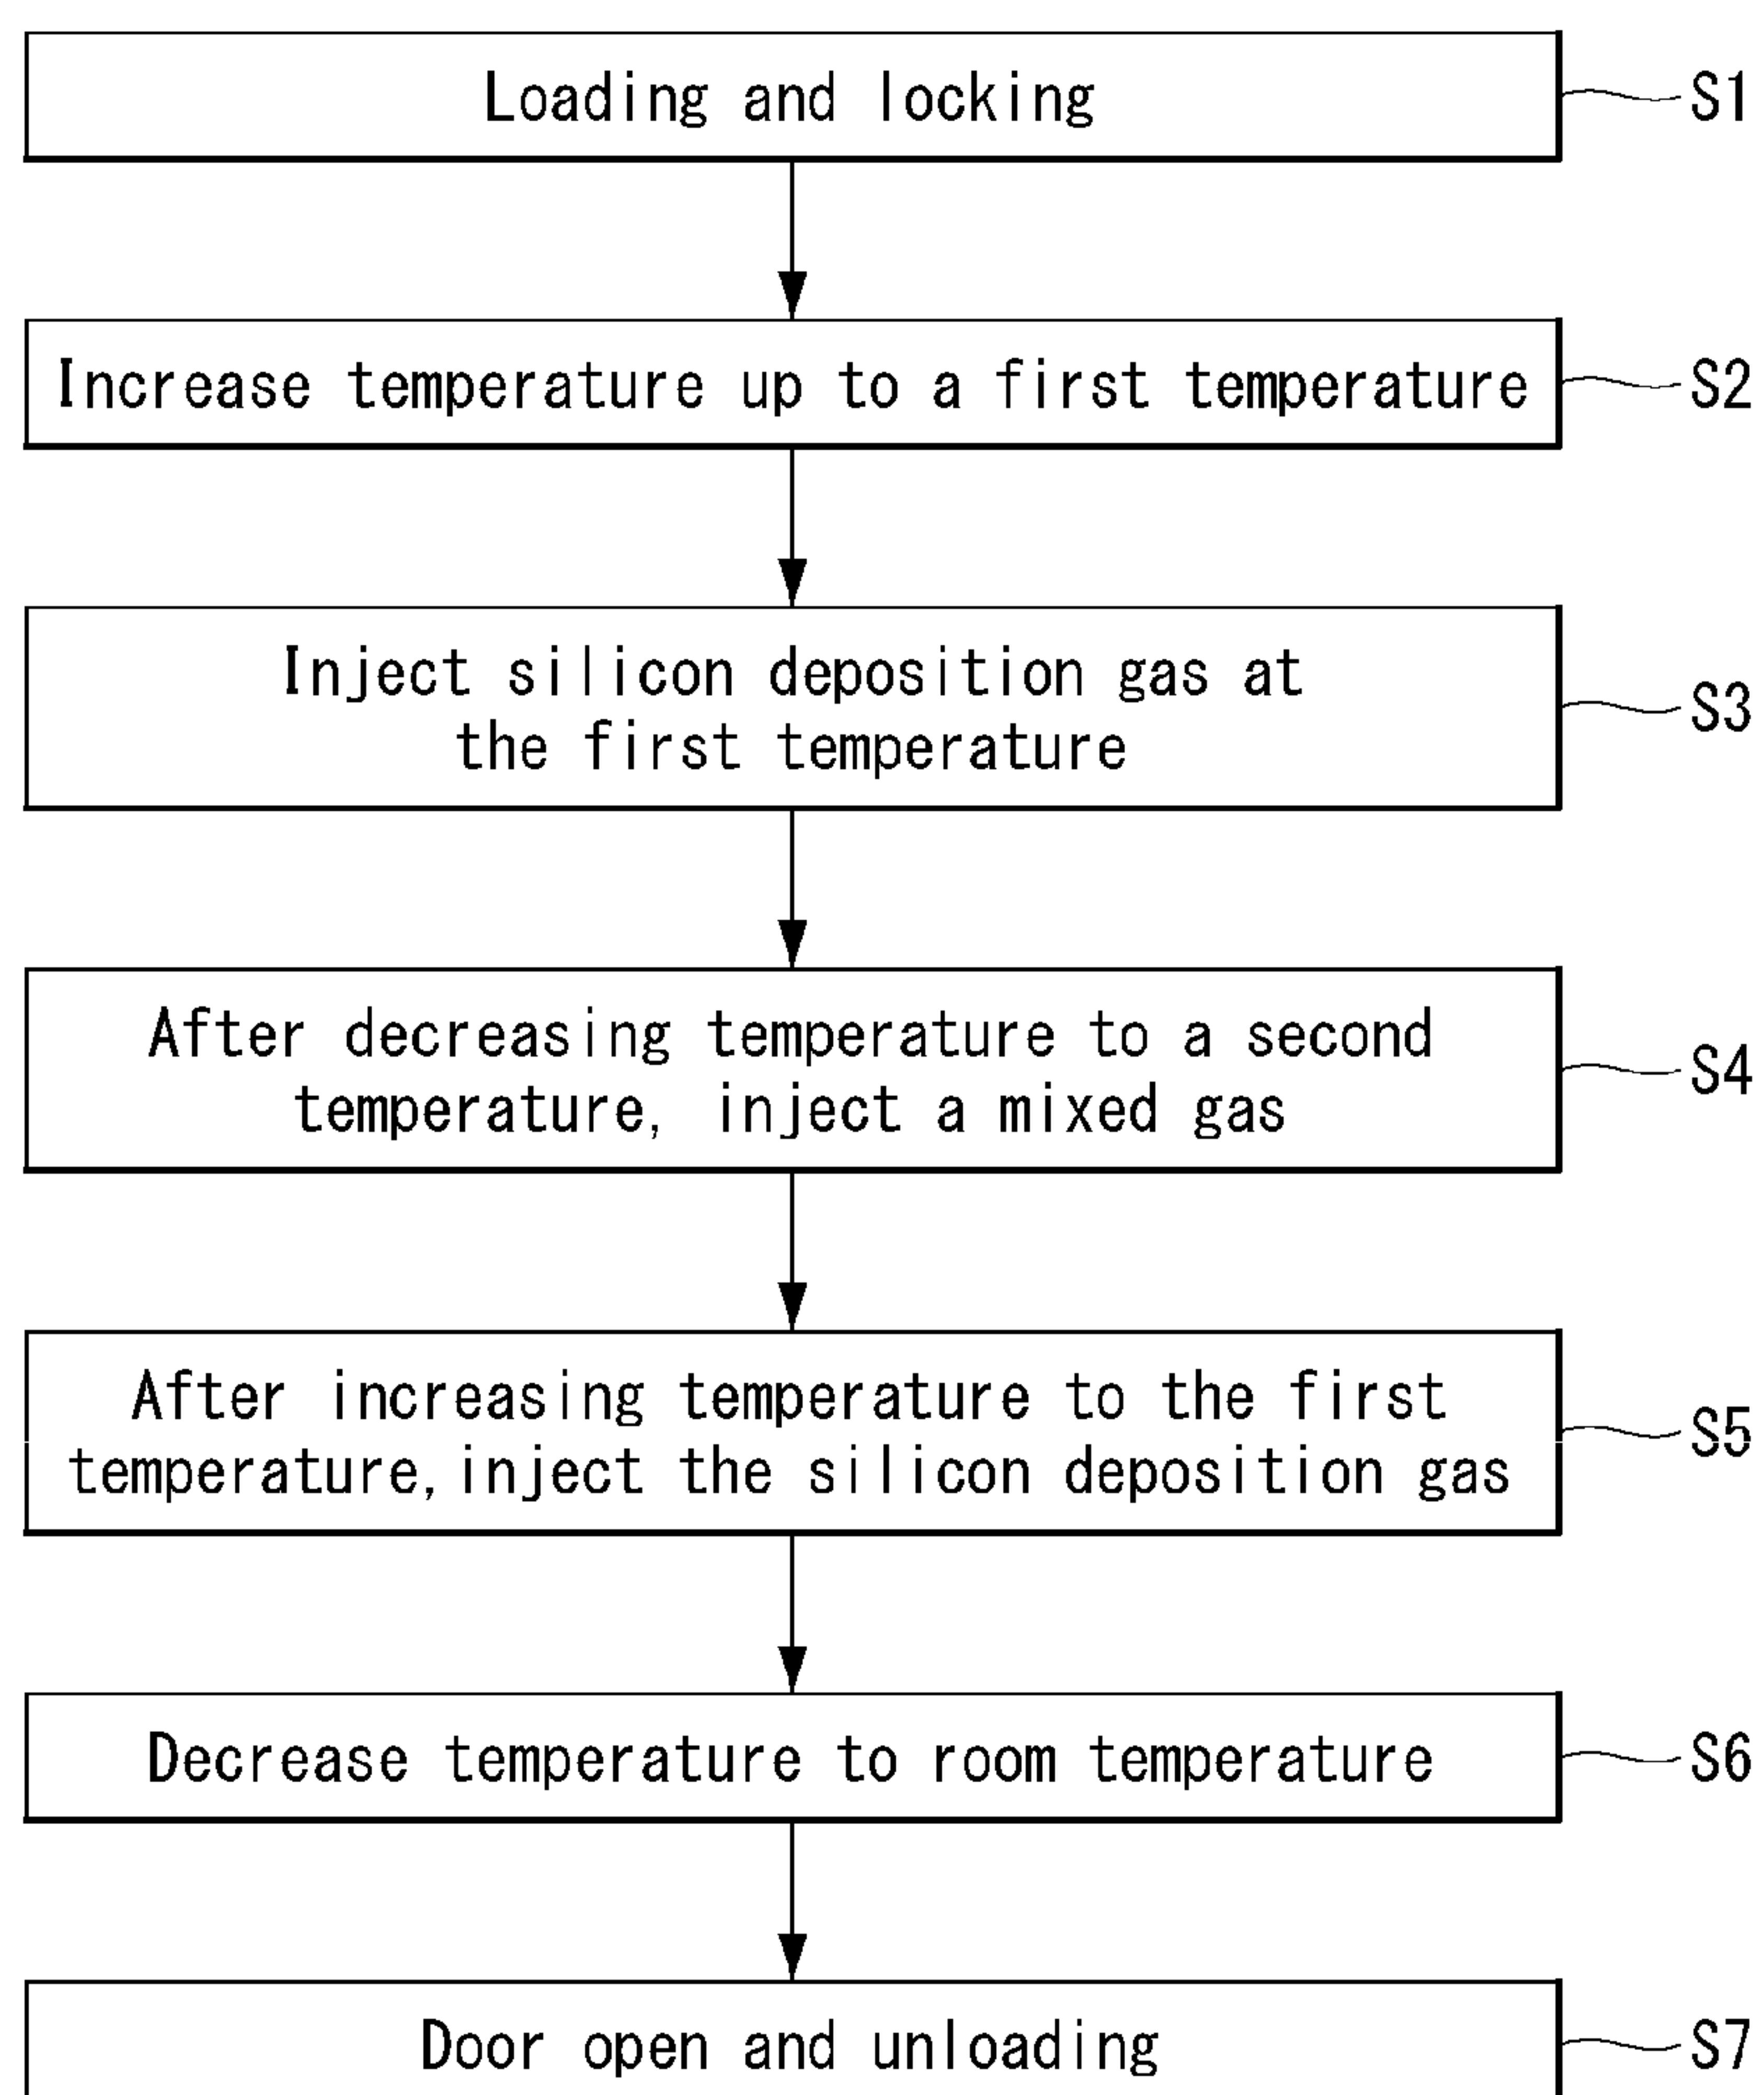 Loading and locking
S1
Increase temperature up to a first temperature
S2
Inject silicon deposition gas at
the first temperature
S3
After decreasing temperature to a second
temperature, inject a mixed gas
S4
After increasing temperature to the first
temperature, inject the silicon deposition gas
S5
Decrease temperature to room temperature
S6
Door open and unloading
S7